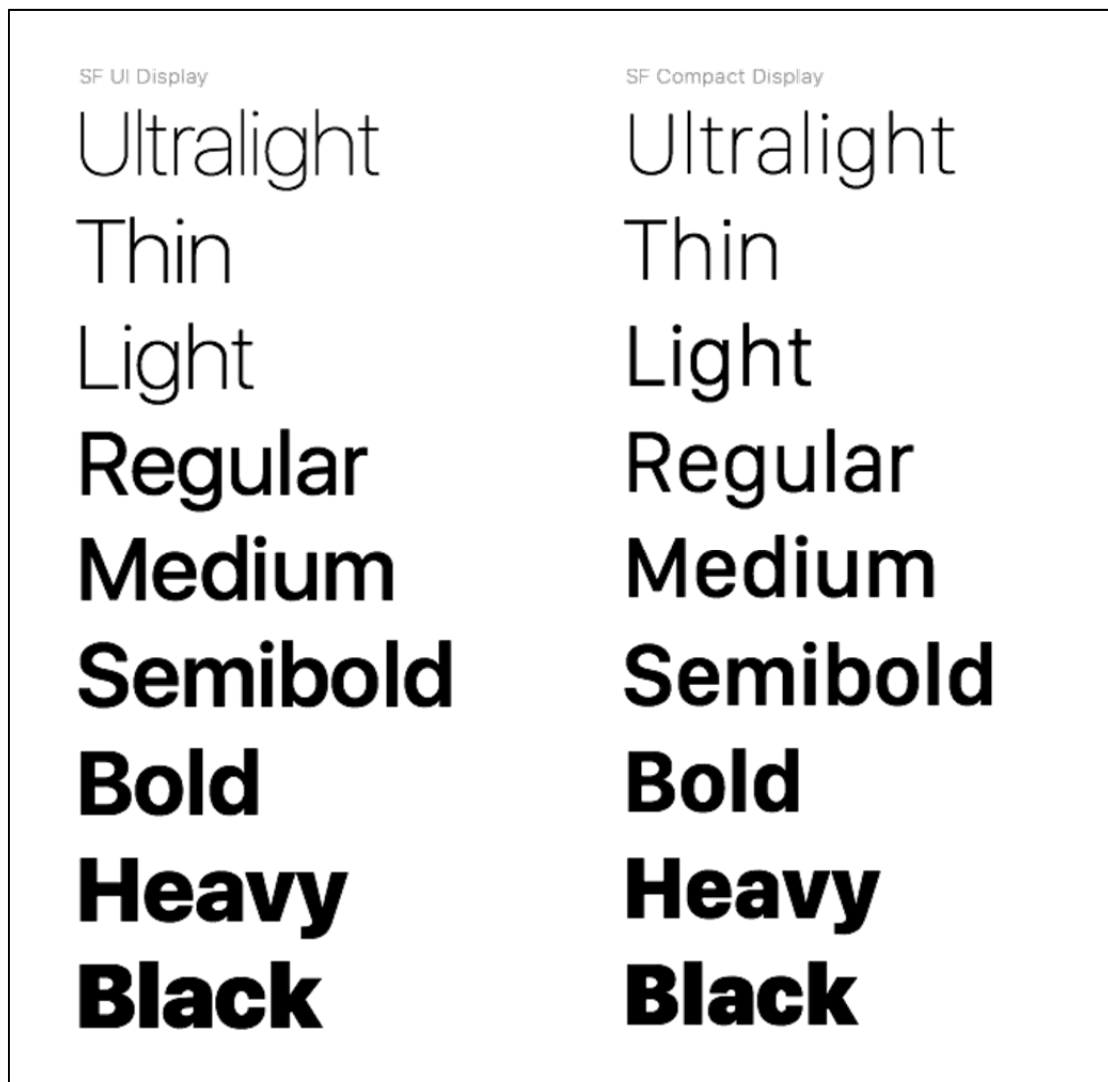 SF UI Display
Ultralight
Thin
Light
Regular
Medium
Semibold
Bold
Heavy
Black
SF Compact Display
Ultralight
Thin
Light
Regular
Medium
Semibold
Bold
Heavy
Black